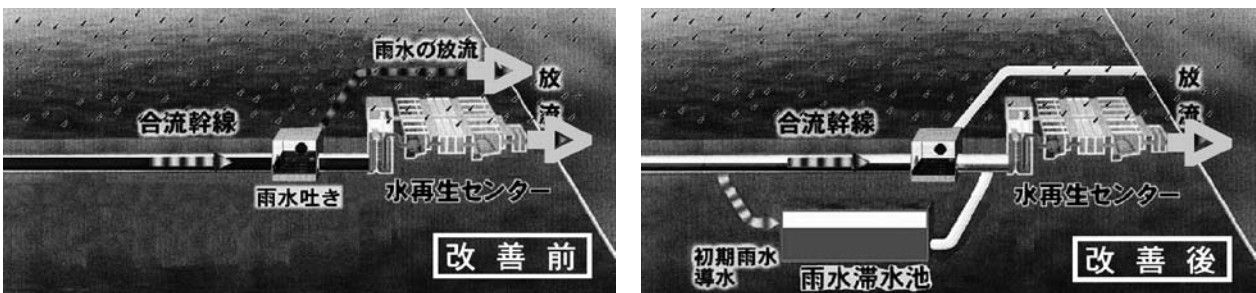 雨水の放流
放流
合流幹線
雨水吐き
水再生センター
改善前
放流
合流幹線
水再生センター
初期雨水
導水
雨水滞水池
改善後